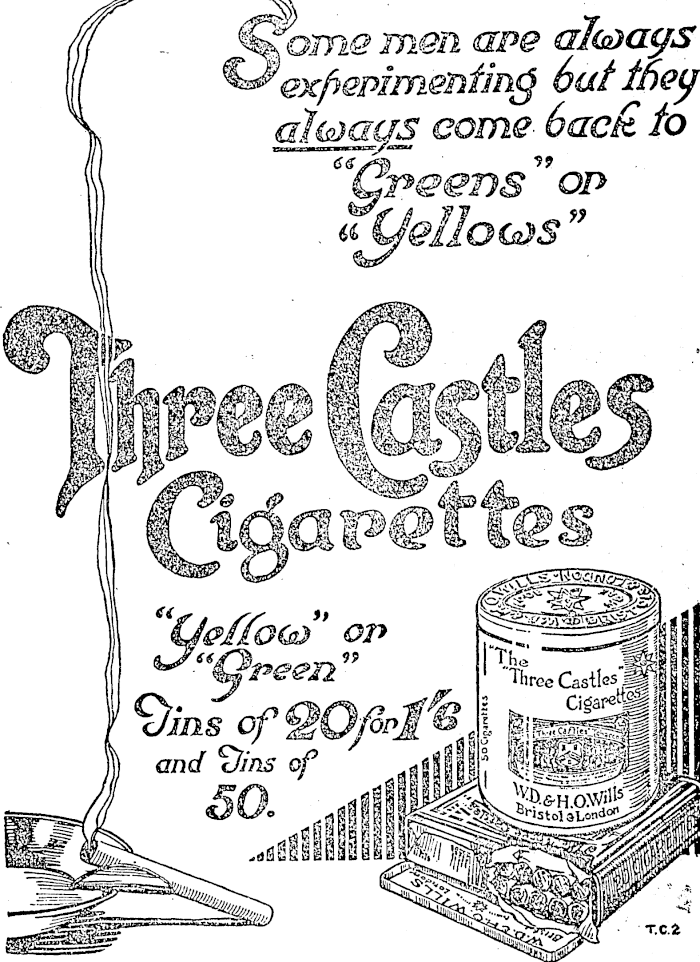 Some men are always
experimenting but they
always come back to
"Greens" or
"Yellows"
Three Castles
Cigarettes
"Yellow" or
"Green"
Tins of 20 for 1/6
and Tins of
50.
"The
"Three Castles"
Cigarettes
50 Cigarettes
W.D. & H.O. Wills
Bristol & London
W.D. & H.O. WILLS
T.C.2